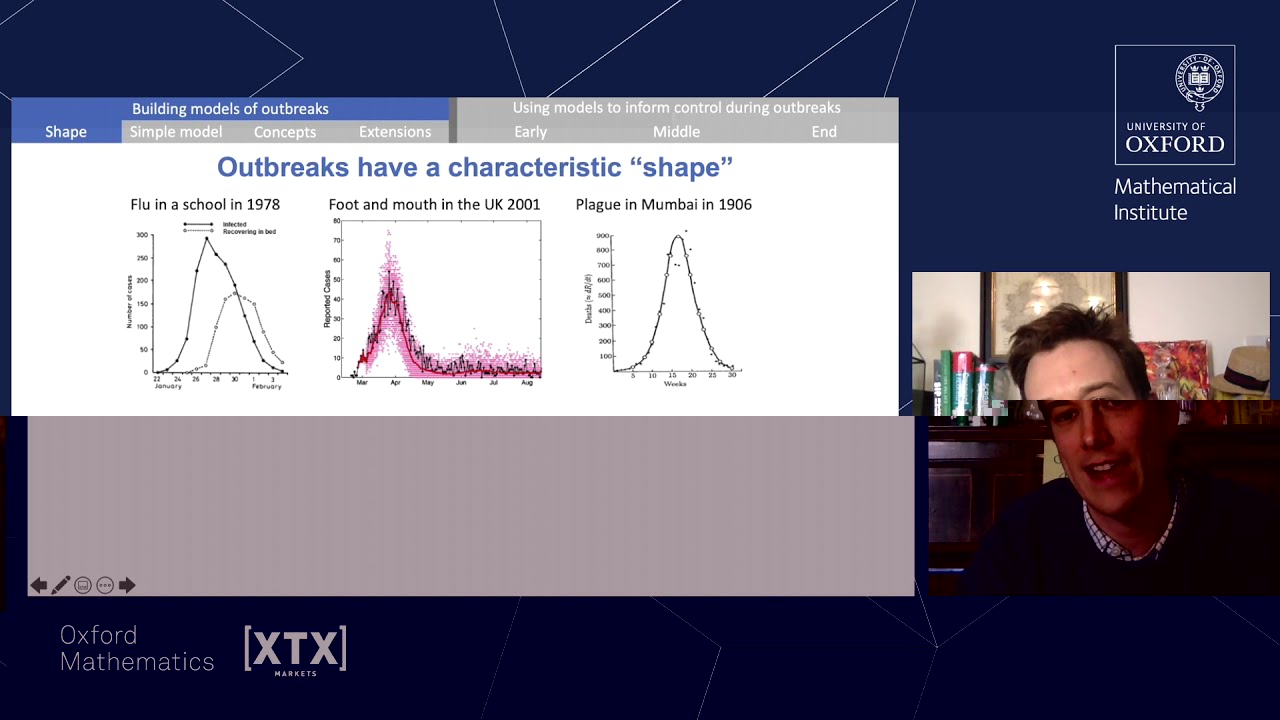 Building models of outbreaks
Using models to inform control during outbreaks
Shape
Simple model
Concepts
Extensions
Early
Middle
End
Outbreaks have a characteristic “shape”
Flu in a school in 1978
Foot and mouth in the UK 2001
Plague in Mumbai in 1906
Infected
Recovering in bed
Number of cases
300
250
200
150
100
50
0
22 24 26 28 30 1 3
January February
Reported Cases
80
70
60
50
40
30
20
10
0
Mar Apr May Jun Jul Aug
Deaths (≈ dR/dt)
900
800
700
600
500
400
300
200
100
5 10 15 20 25 30
Weeks
UNIVERSITY OF
OXFORD
Mathematical
Institute
Oxford
Mathematics
[XTX]
MARKETS